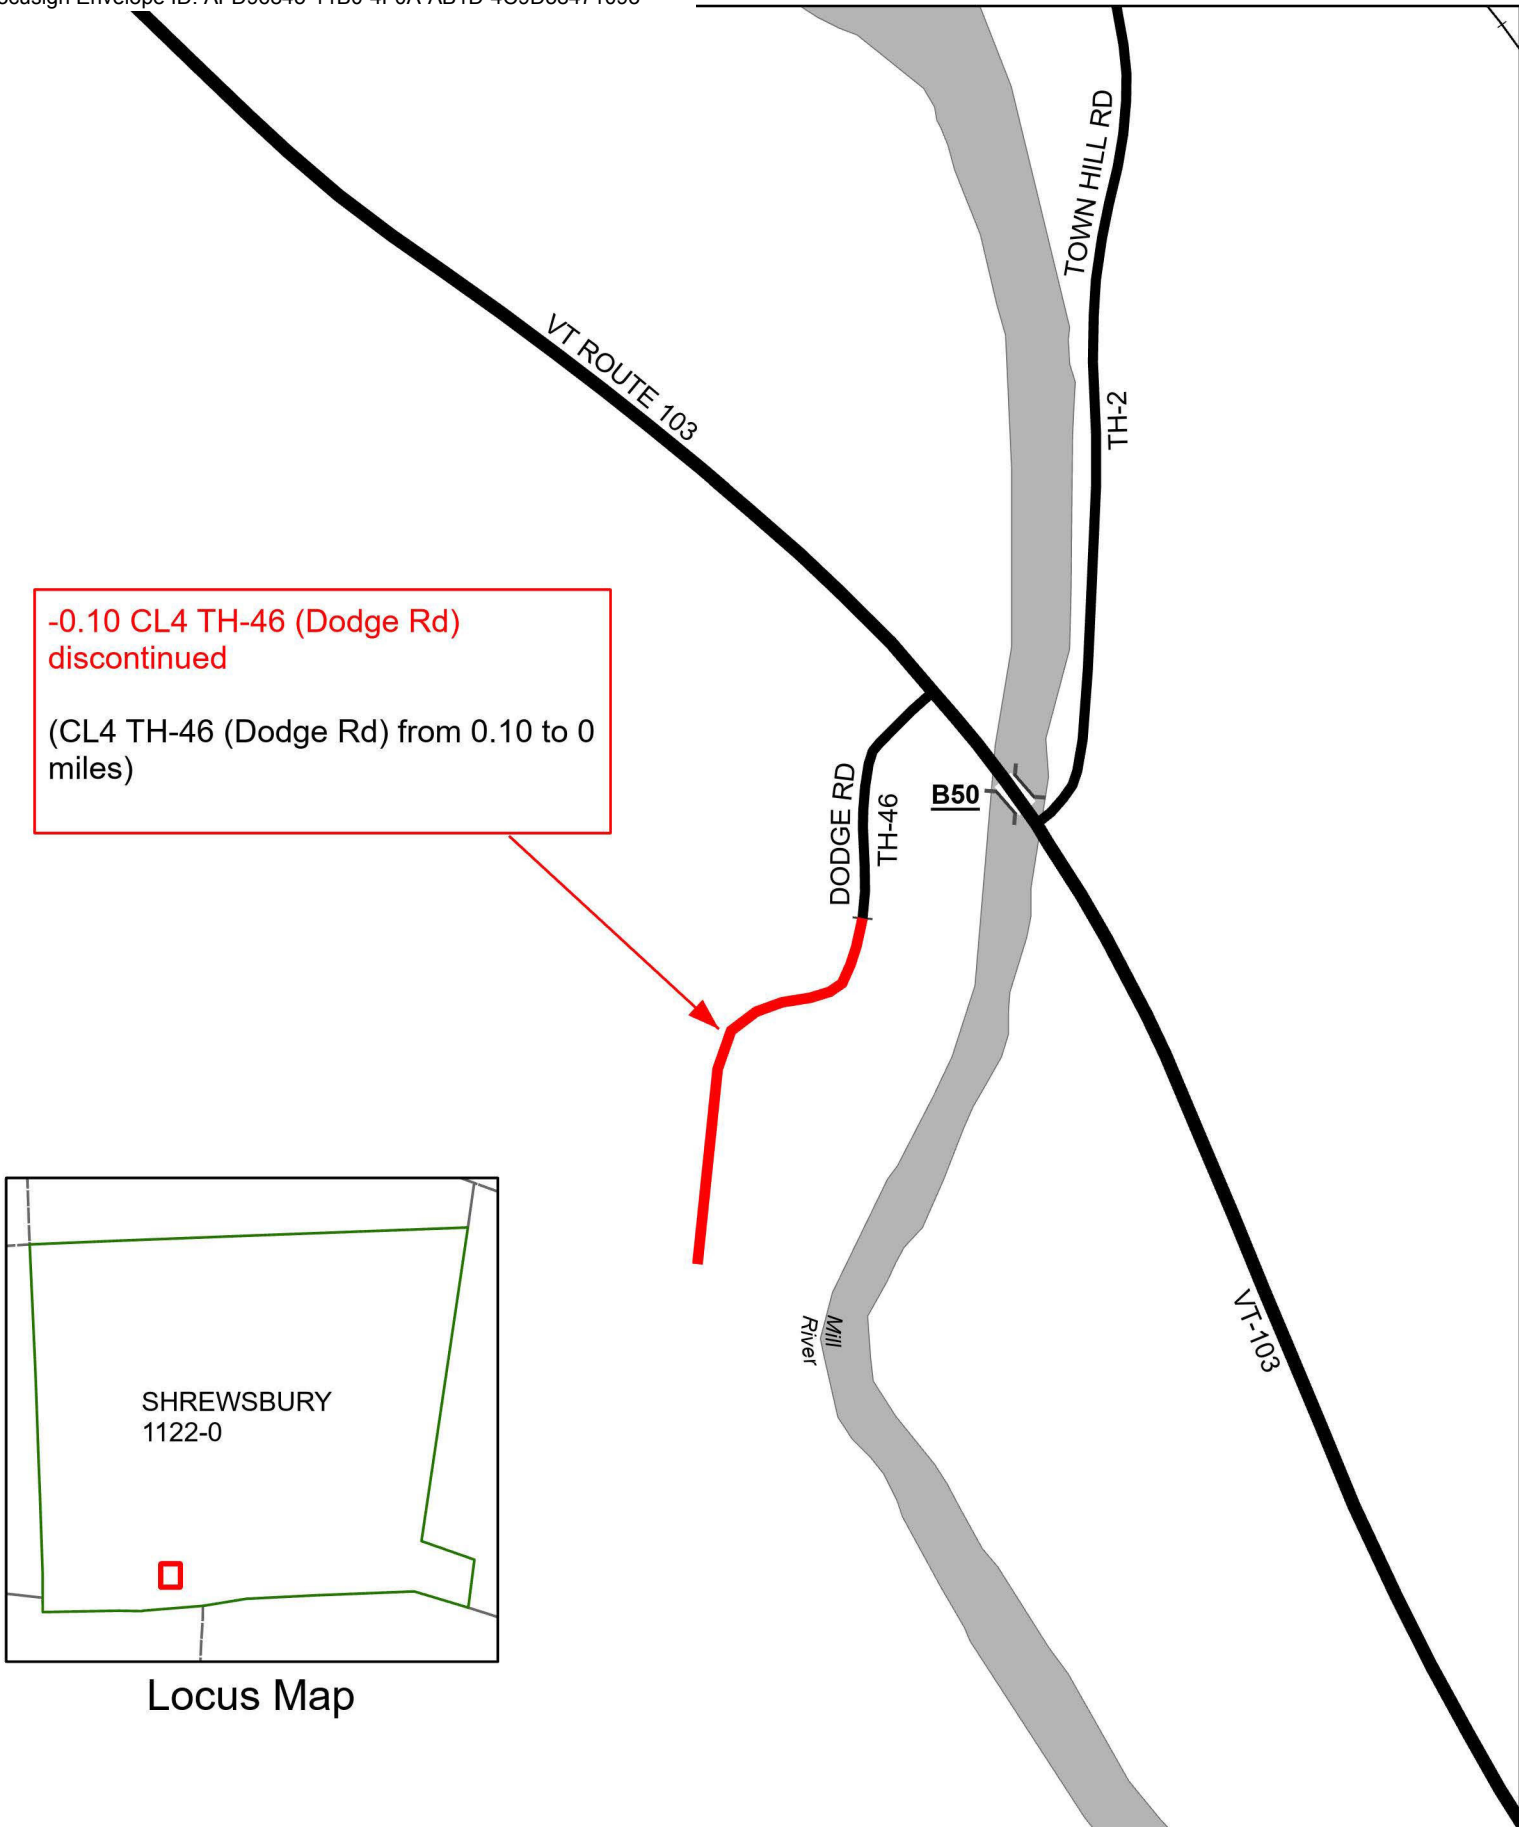 TOWN HILL RD
VT ROUTE 103
TH-2
-0.10 CL4 TH-46 (Dodge Rd)
discontinued
(CL4 TH-46 (Dodge Rd) from 0.10 to 0
miles)
DODGE RD
TH-46
B50
Mill
River
VT-103
SHREWSBURY
1122-0
Locus Map